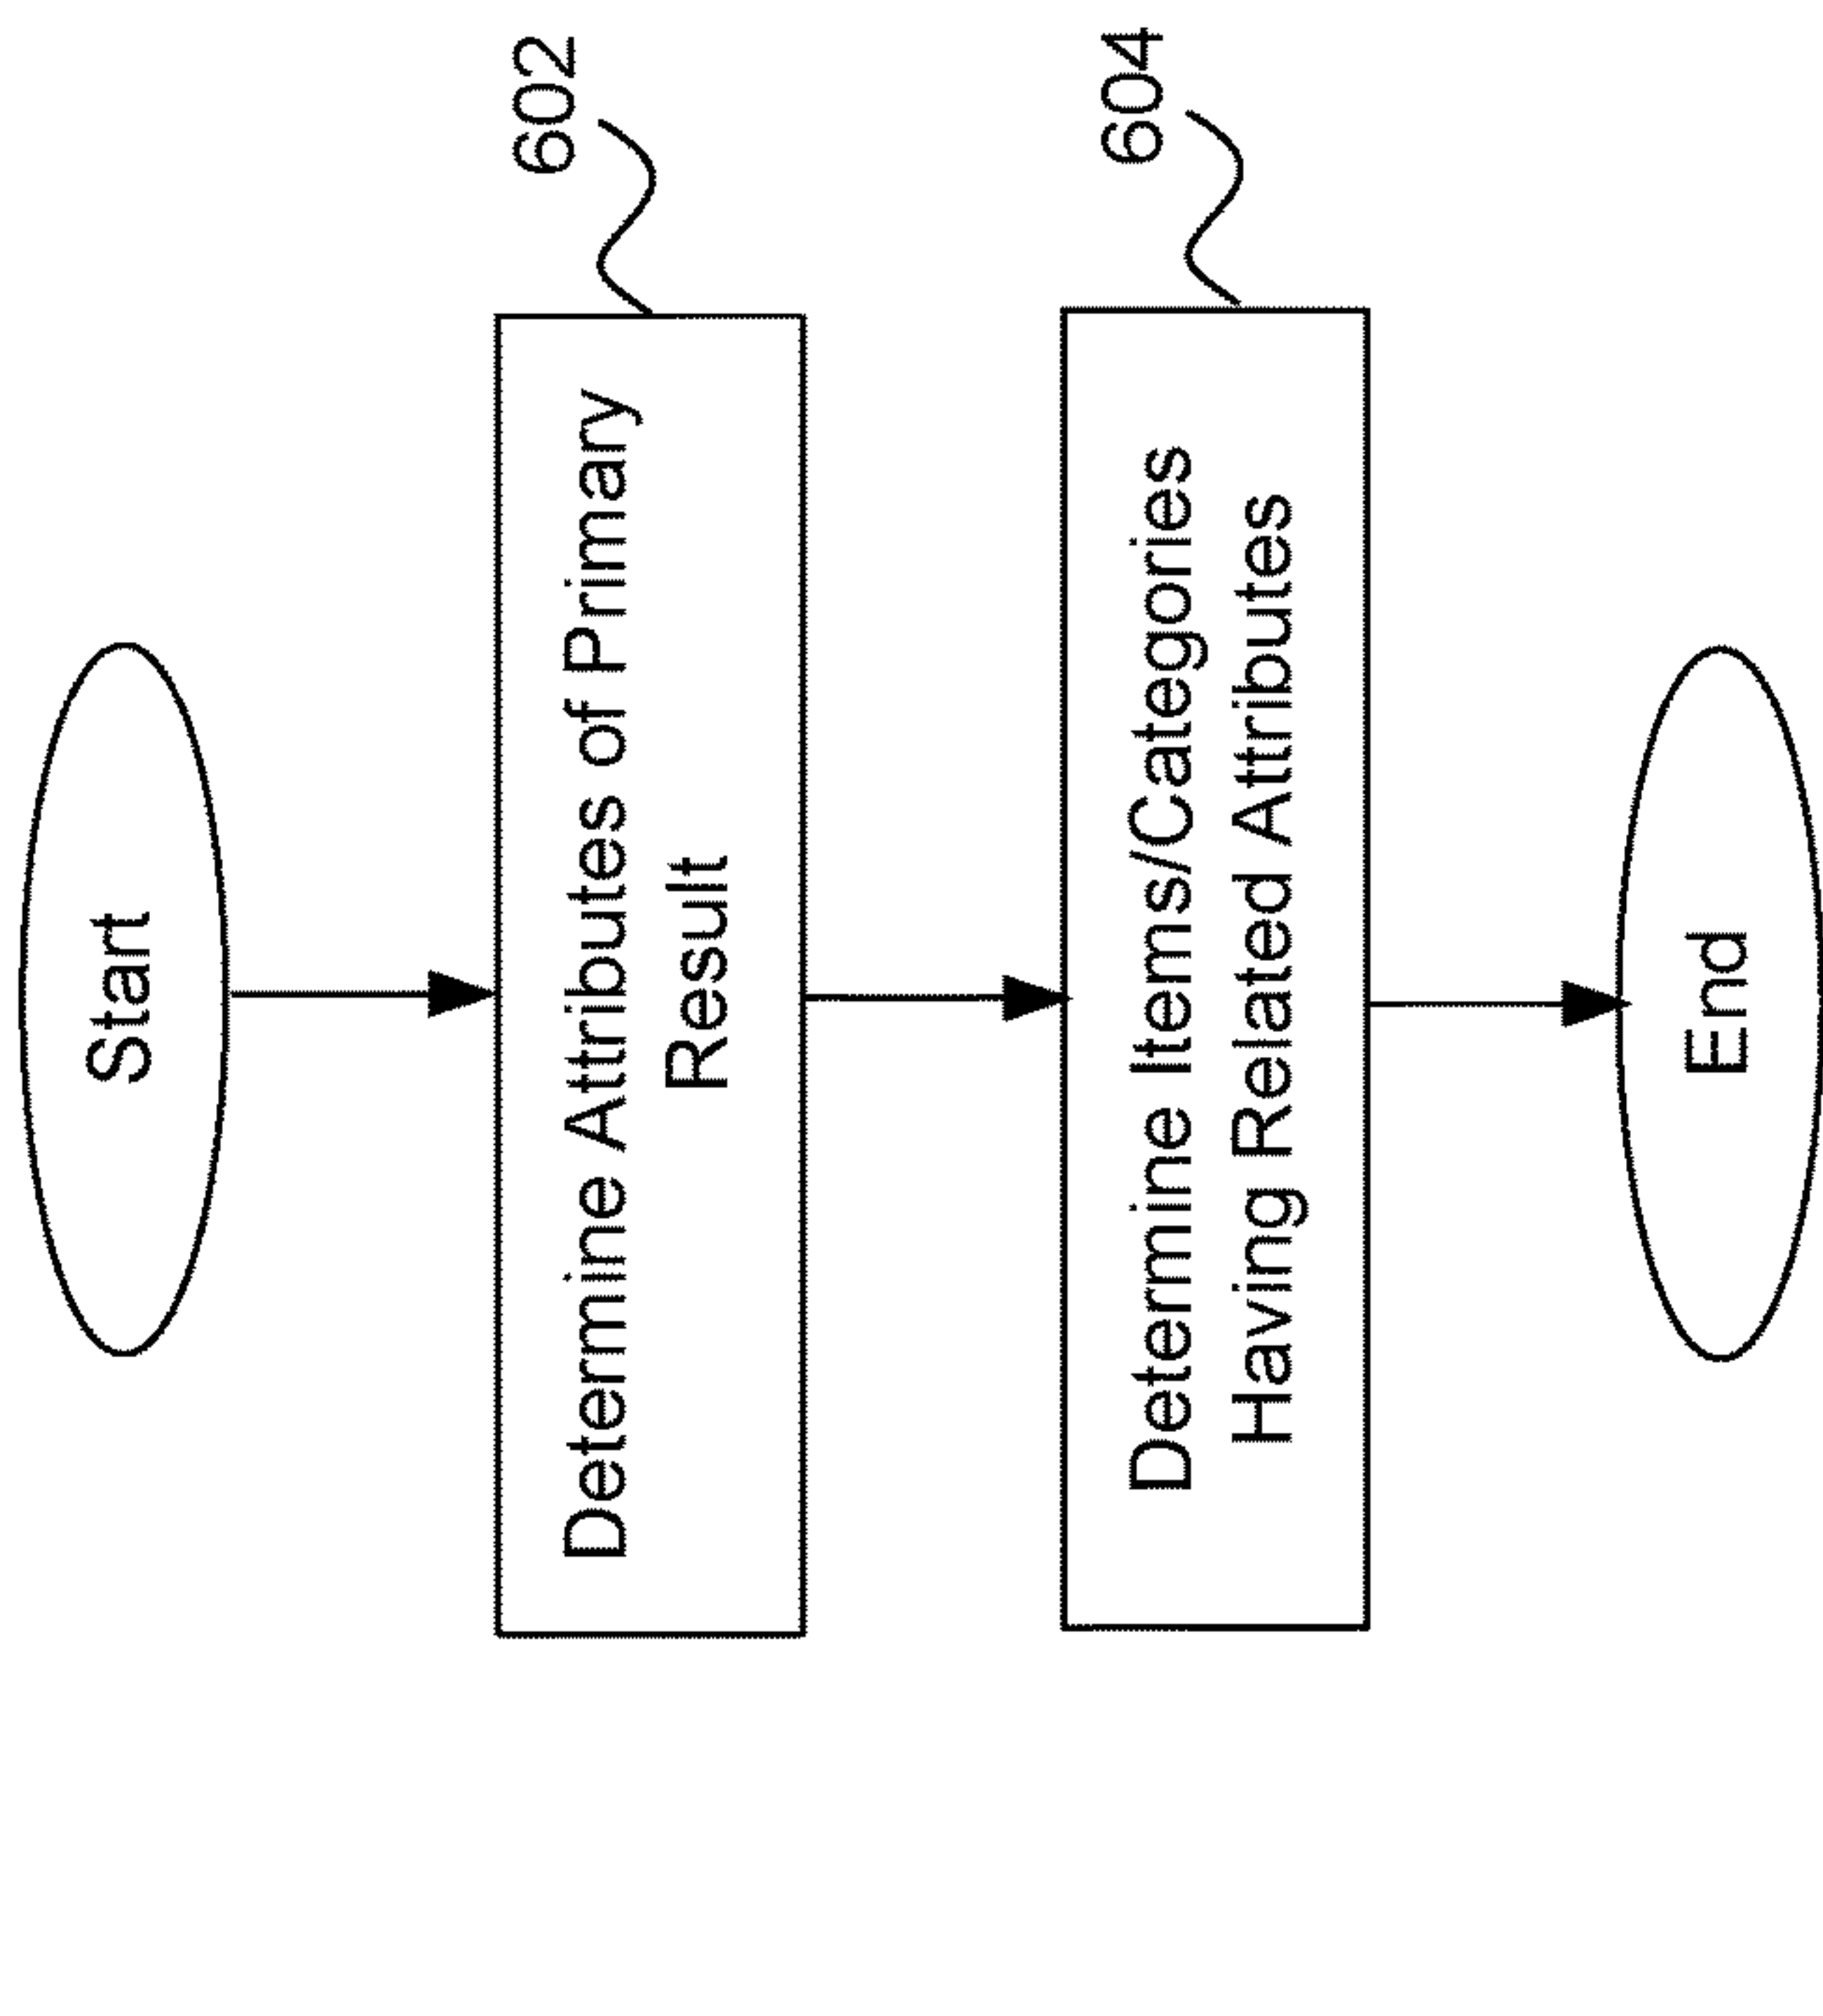 Start
602
Determine Attributes of Primary
Result
604
Determine Items/Categories
Having Related Attributes
End